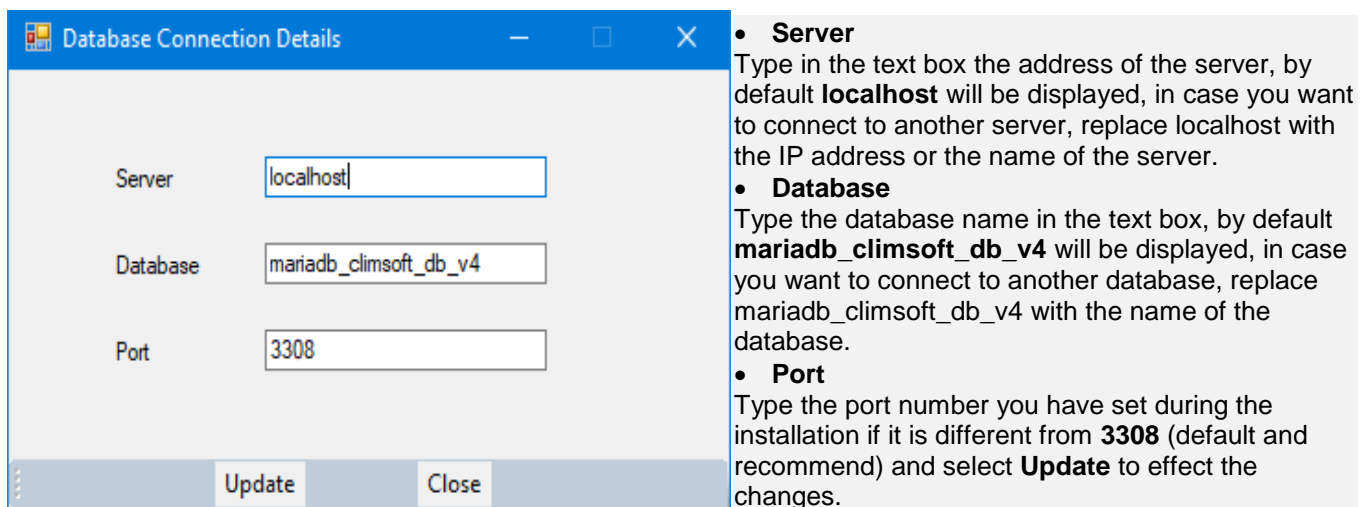 Database Connection Details
Server
localhost
Database
mariadb_climsoft_db_v4
Port
3308
Update Close
• Server
Type in the text box the address of the server, by
default localhost will be displayed, in case you want
to connect to another server, replace localhost with
the IP address or the name of the server.
• Database
Type the database name in the text box, by default
mariadb_climsoft_db_v4 will be displayed, in case
you want to connect to another database, replace
mariadb_climsoft_db_v4 with the name of the
database.
• Port
Type the port number you have set during the
installation if it is different from 3308 (default and
recommend) and select Update to effect the
changes.